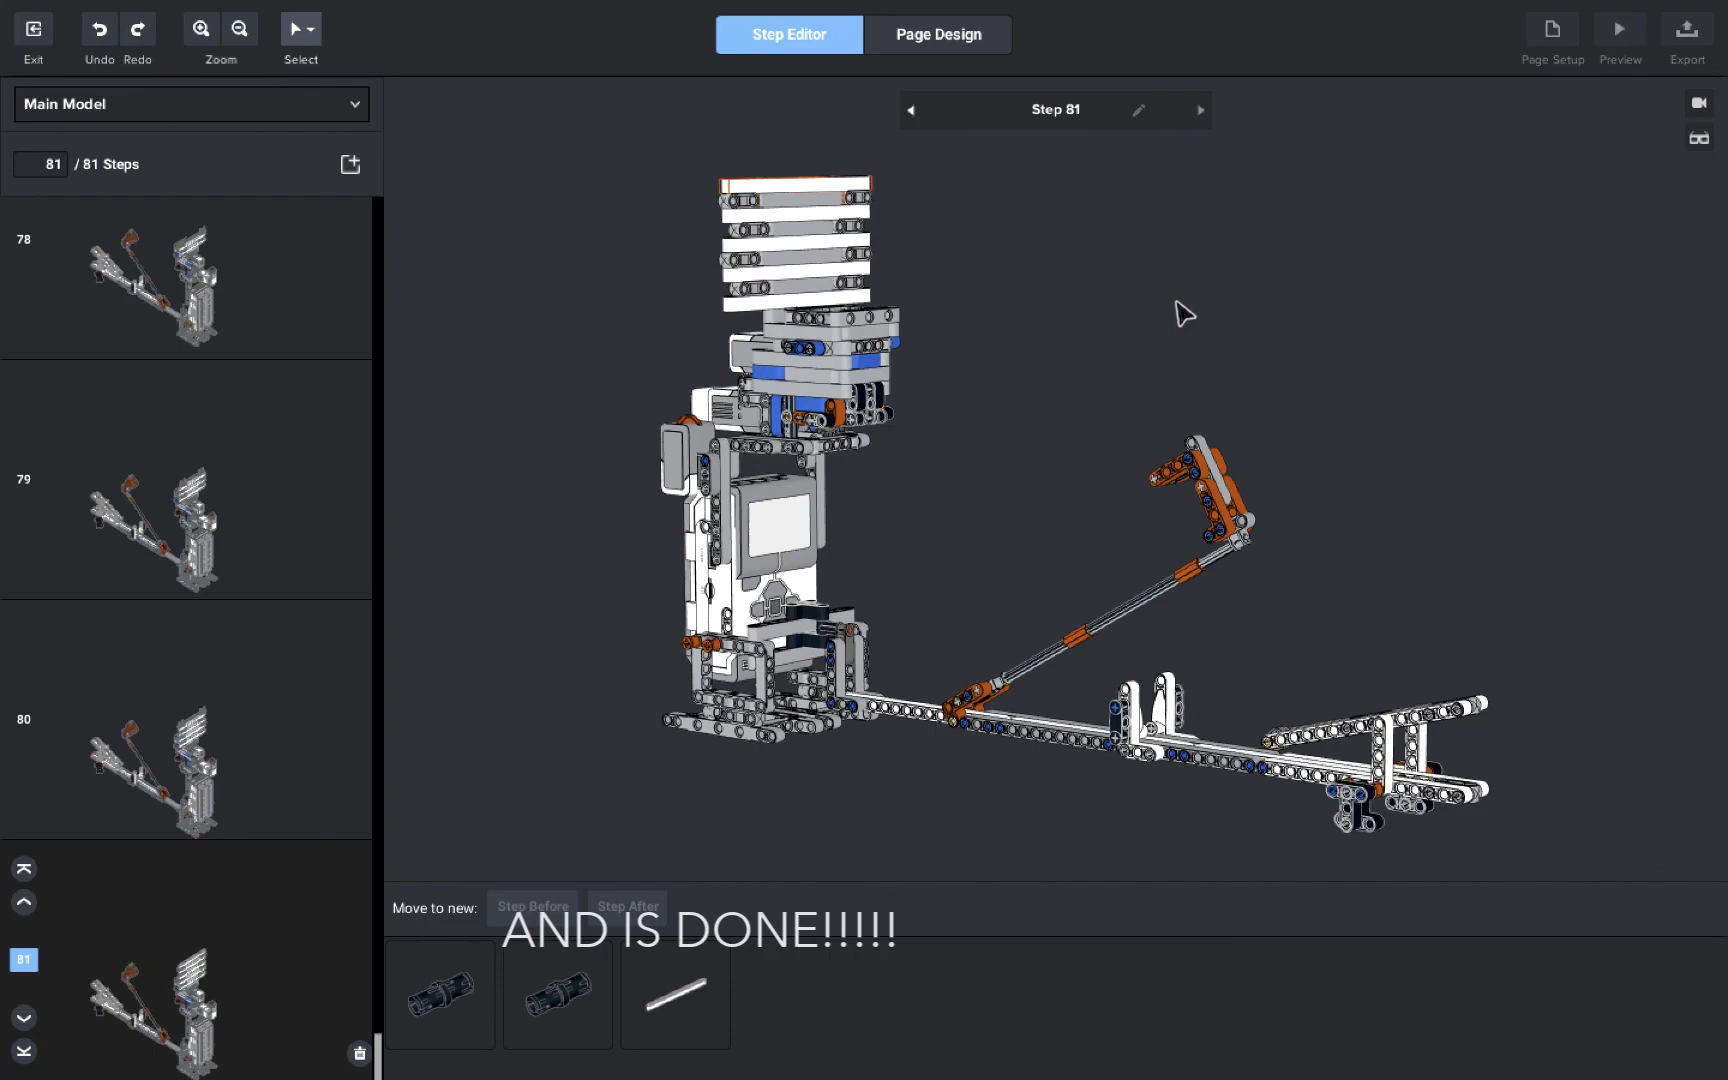 Exit
Undo Redo
Zoom
Select
Step Editor
Page Design
Page Setup
Preview
Export
Main Model
81 / 81 Steps
Step 81
78
79
80
81
Move to new: Step Before Step After
AND IS DONE!!!!!